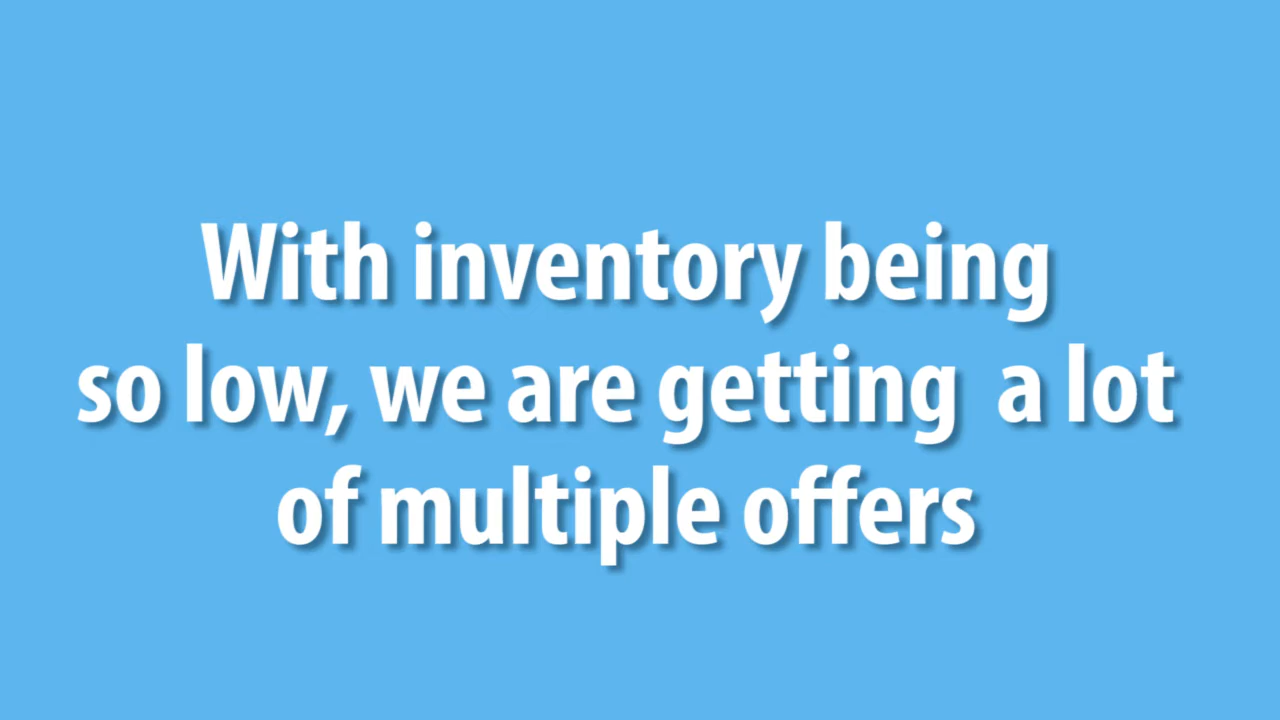 With inventory being
so low, we are getting  a lot
of multiple offers